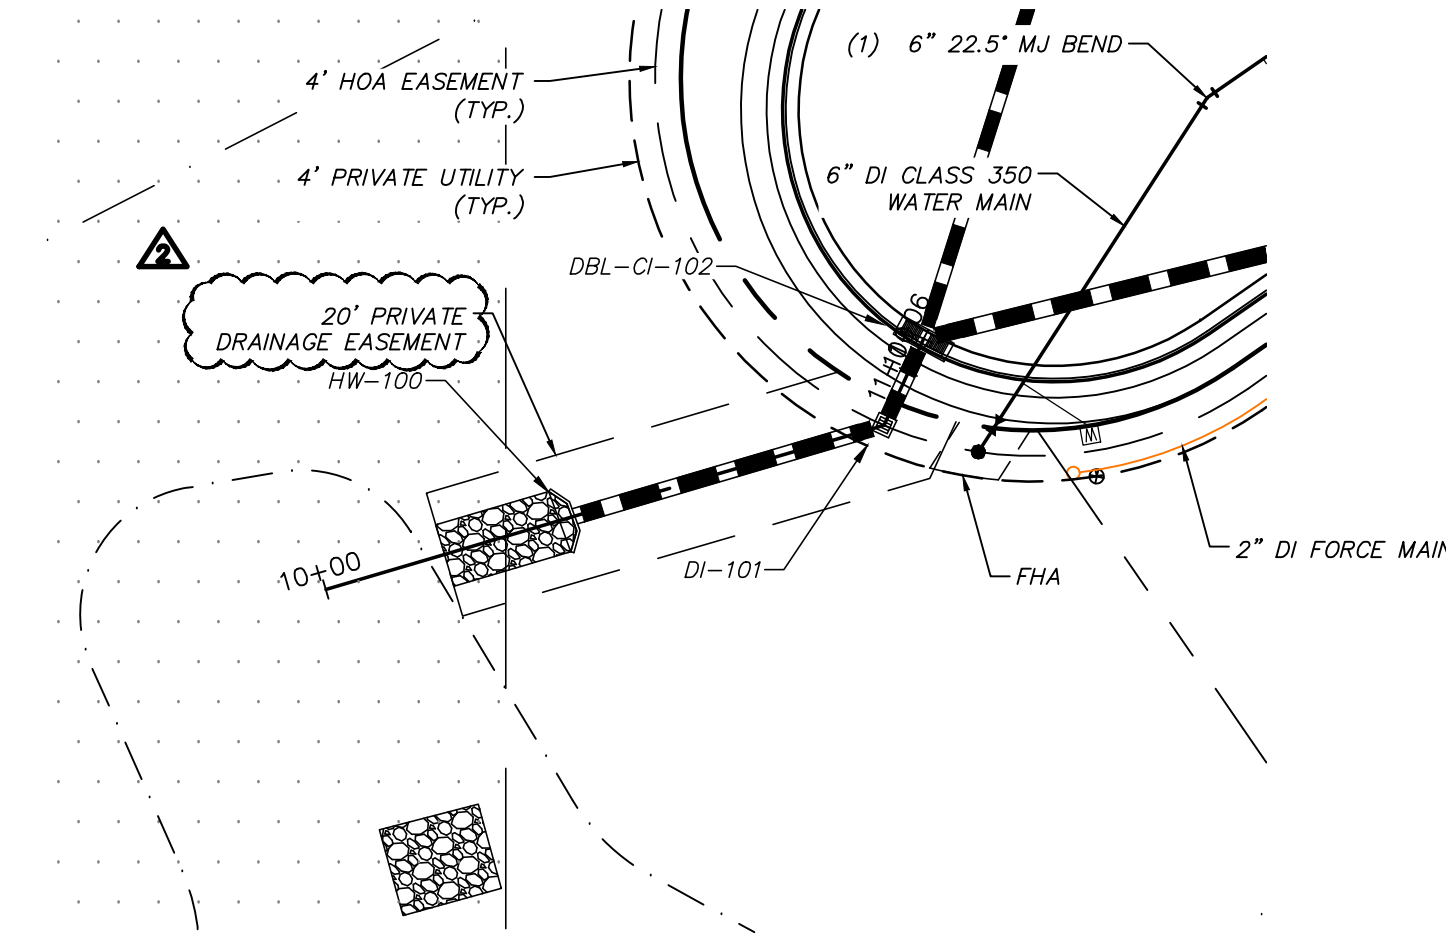 (1) 6" 22.5° MJ BEND
4' HOA EASEMENT
(TYP.)
4' PRIVATE UTILITY
(TYP.)
6" DI CLASS 350
WATER MAIN
2
DBL-CI-102
20' PRIVATE
DRAINAGE EASEMENT
HW-100
10+00
DI-101
FHA
2" DI FORCE MAIN